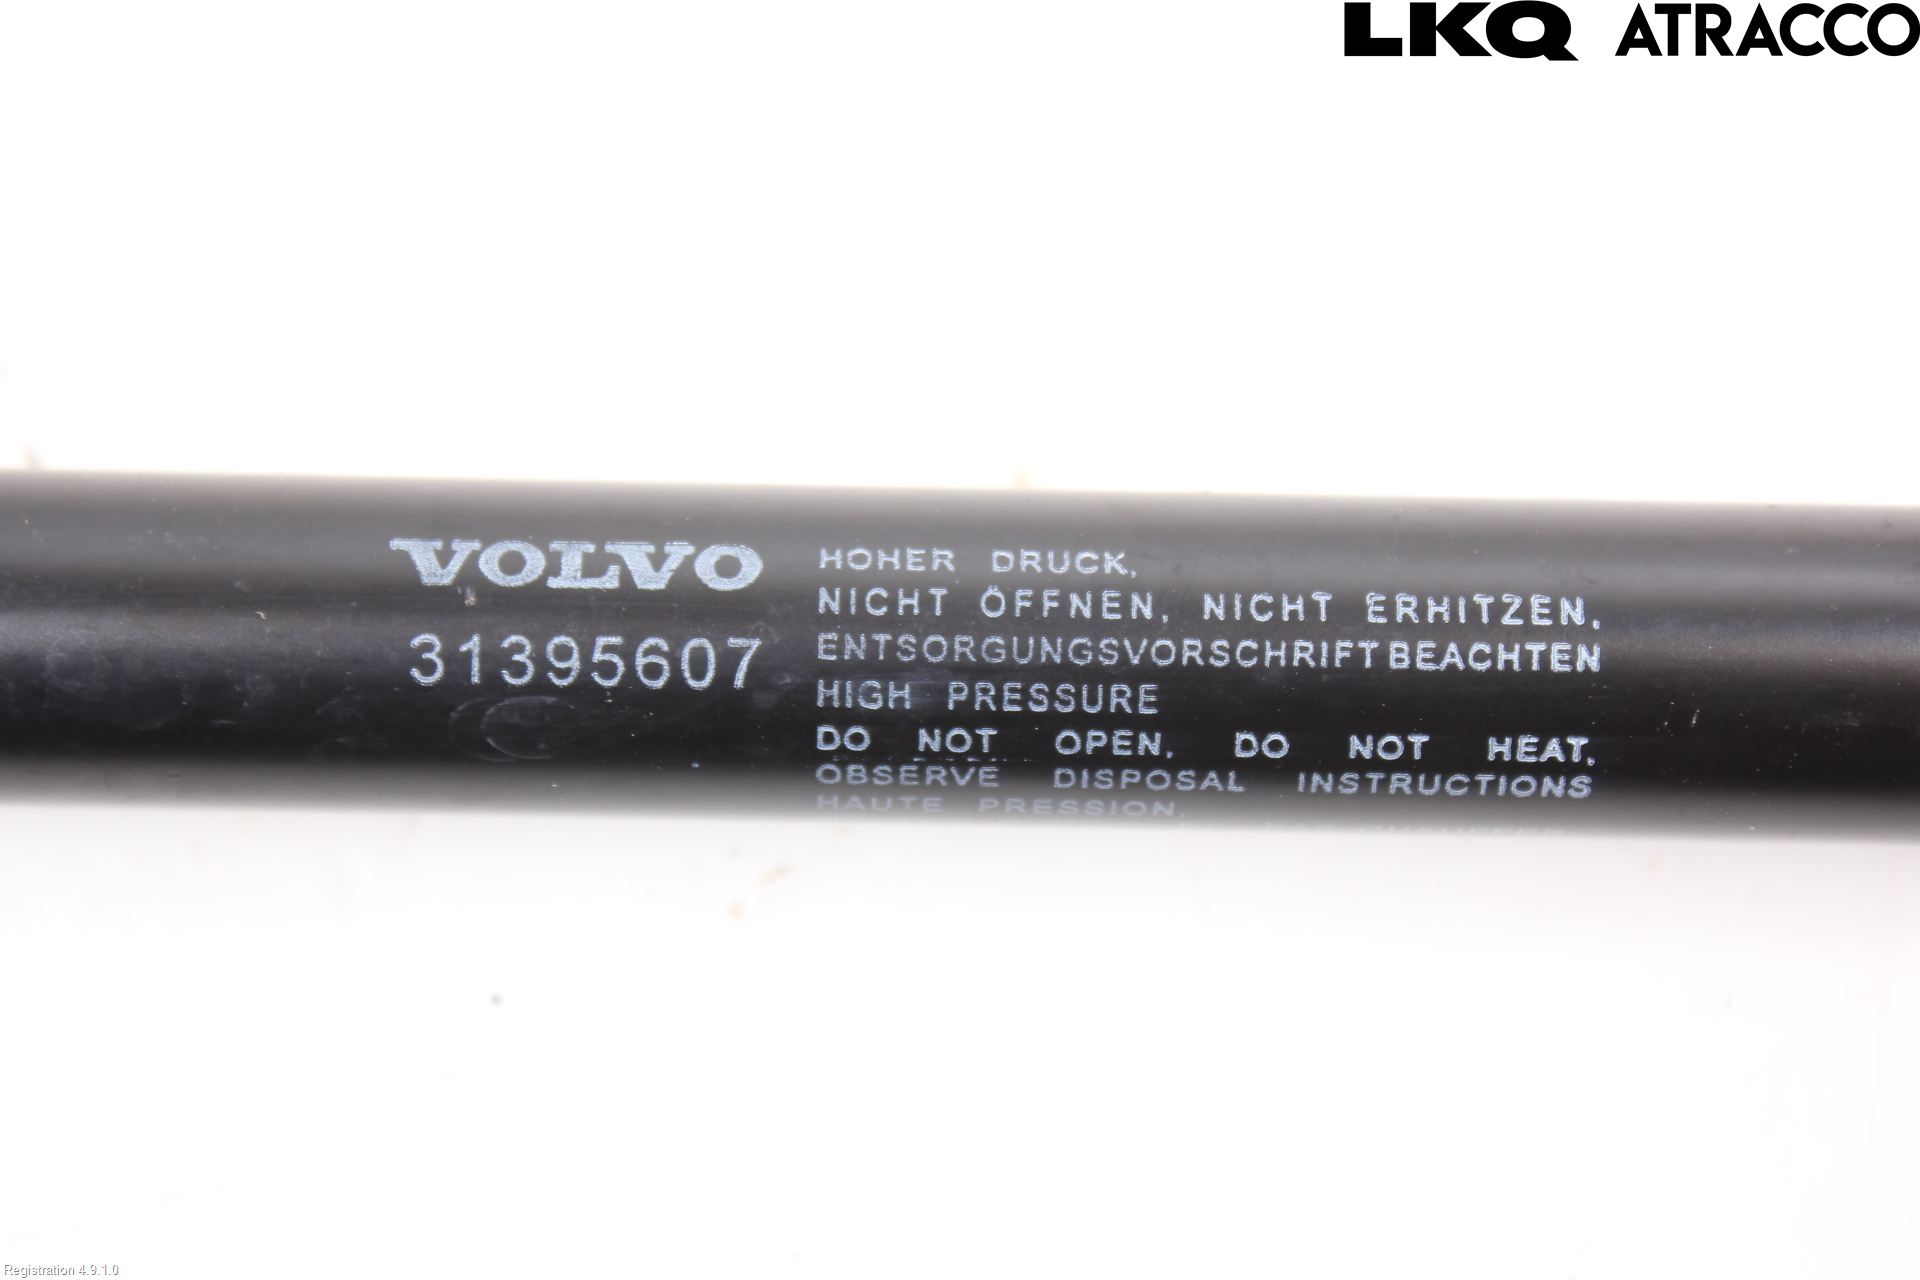 LKQ ATRACCO
VOLVO
31395607
HOHER DRUCK.
NICHT ÖFFNEN. NICHT ERHITZEN.
ENTSORGUNGSVORSCHRIFT BEACHTEN
HIGH PRESSURE
DO NOT OPEN. DO NOT HEAT.
OBSERVE DISPOSAL INSTRUCTIONS
HAUTE PRESSION.
Registration 4.9.1.0